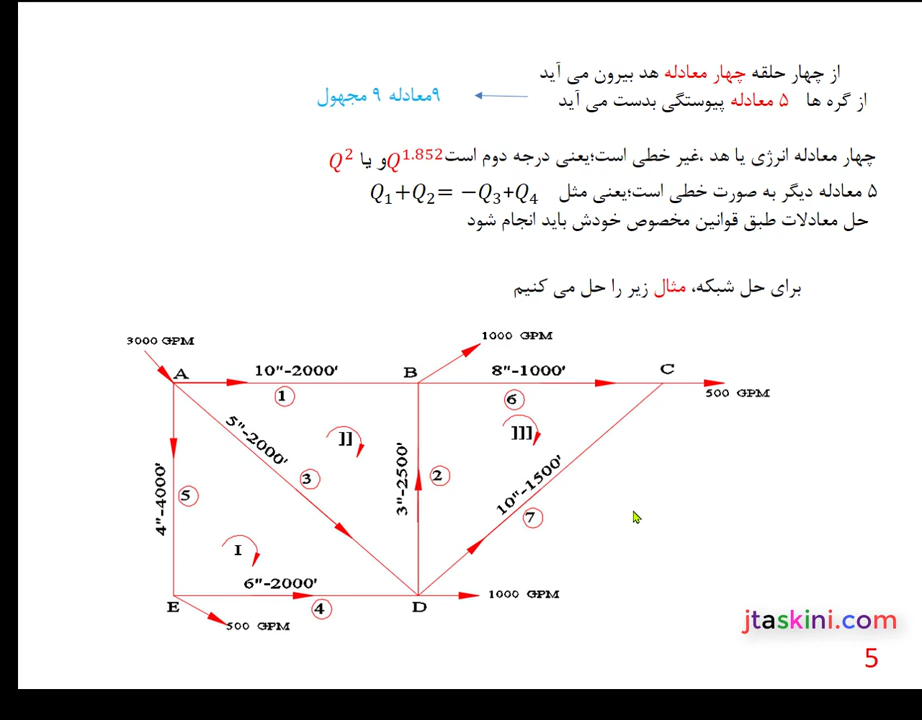 از چهار حلقه چهار معادله هد بیرون می آید
از گره ها ۵ معادله پیوستگی بدست می آید
۹معادله ۹ مجهول
چهار معادله انرژی یا هد ،غیر خطی است؛یعنی درجه دوم است Q^1.852 و یا Q^2
۵ معادله دیگر به صورت خطی است؛یعنی مثل Q₁+Q₂= −Q₃+Q₄
حل معادلات طبق قوانین مخصوص خودش باید انجام شود
برای حل شبکه، مثال زیر را حل می کنیم
3000 GPM
1000 GPM
A
10"-2000'
B
8"-1000'
C
500 GPM
1
6
5"-2000'
]]
]]]
4"-4000'
5
3
3"-2500'
2
10"-1500'
7
I
6"-2000'
E
4
D
1000 GPM
500 GPM
jtaskini.com
5